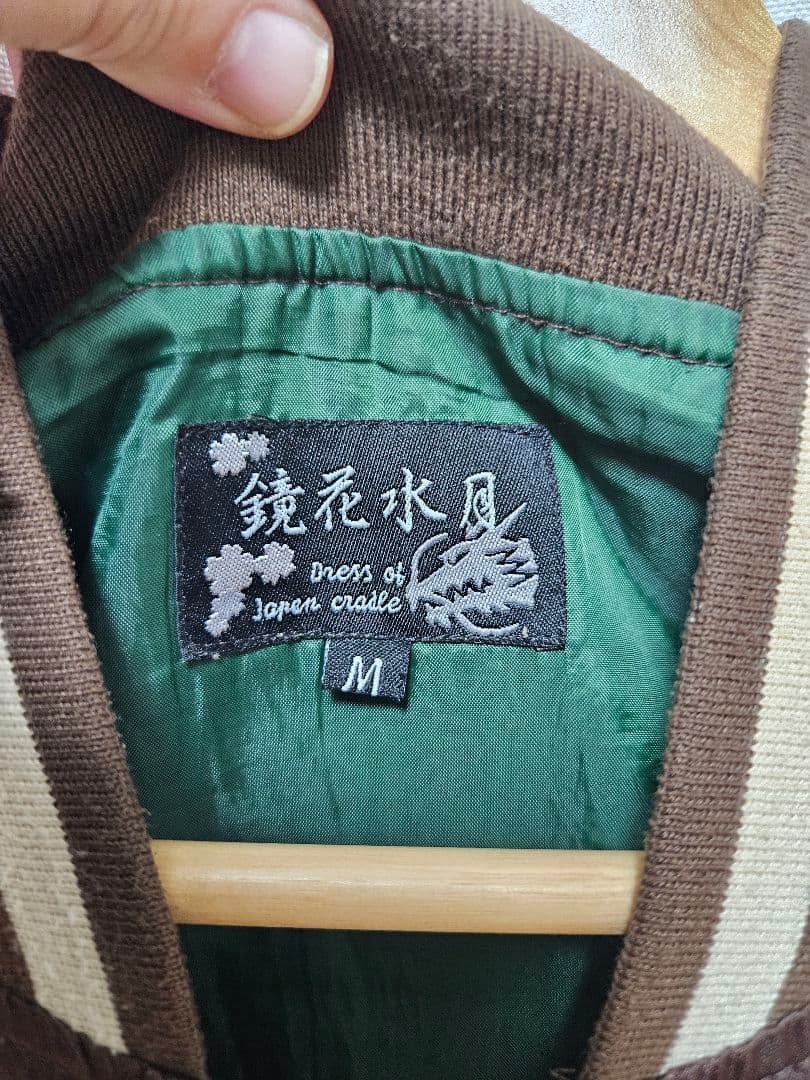 鏡花水月
Dress of
Japan cradle
M